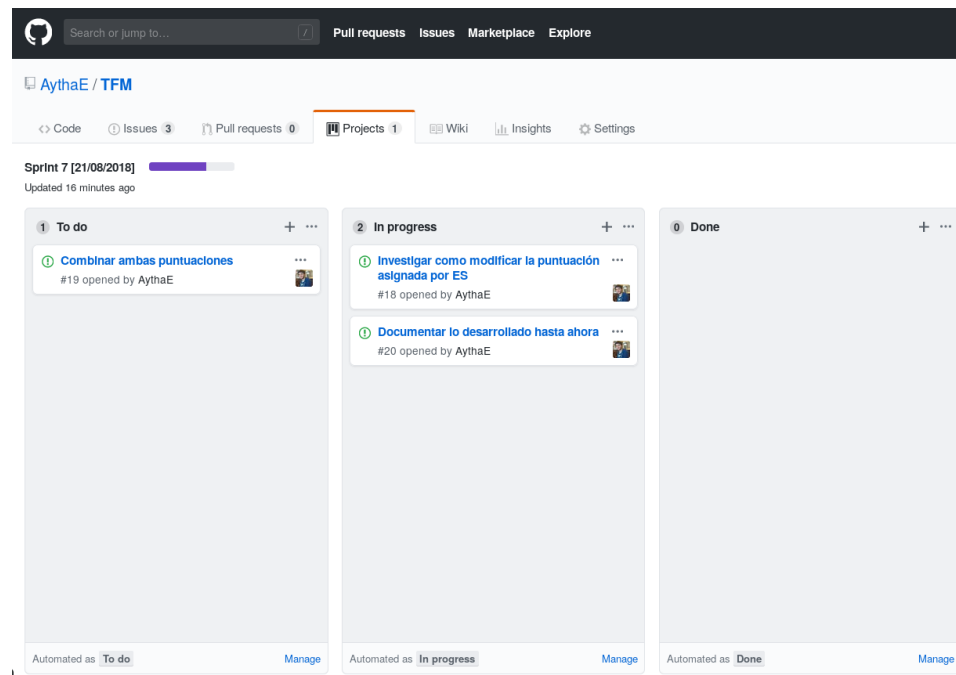 Search or jump to... /
Pull requests Issues Marketplace Explore
AythaE / TFM
Code Issues 3 Pull requests 0 Projects 1 Wiki Insights Settings
Sprint 7 [21/08/2018]
Updated 16 minutes ago
1 To do
Combinar ambas puntuaciones
#19 opened by AythaE
Automated as To do Manage
2 In progress
Investigar como modificar la puntuación
asignada por ES
#18 opened by AythaE
Documentar lo desarrollado hasta ahora
#20 opened by AythaE
Automated as In progress Manage
0 Done
Automated as Done Manage